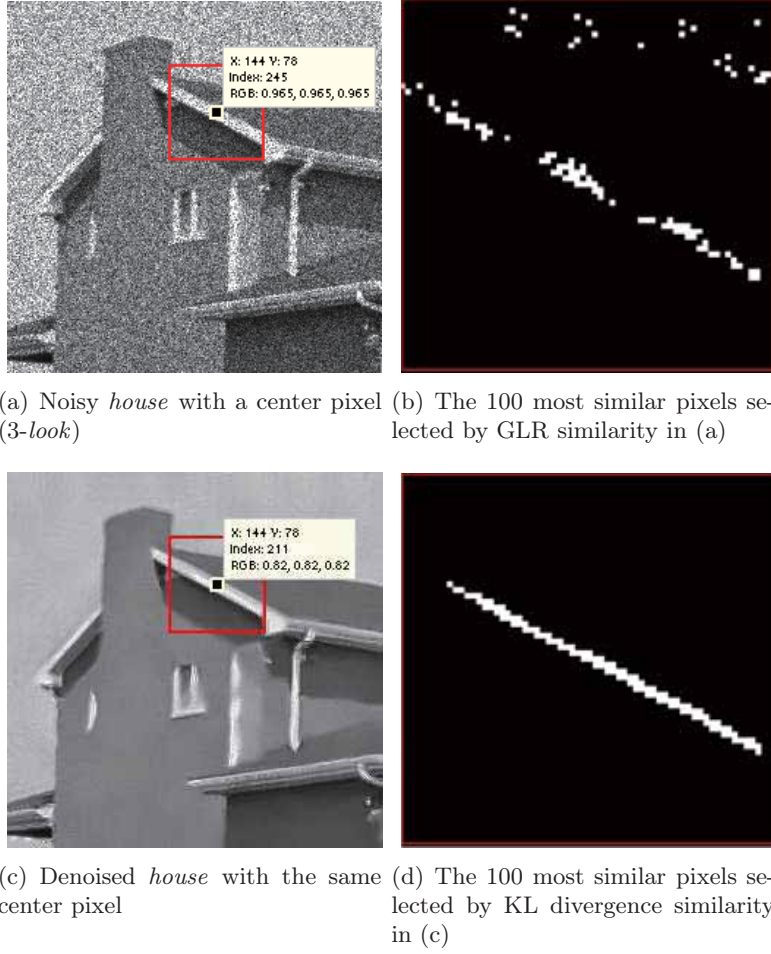 X: 144 Y: 78
Index: 245
RGB: 0.965, 0.965, 0.965
(a) Noisy house with a center pixel
(3-look)
(b) The 100 most similar pixels se-
lected by GLR similarity in (a)
X: 144 Y: 78
Index: 211
RGB: 0.82, 0.82, 0.82
(c) Denoised house with the same
center pixel
(d) The 100 most similar pixels se-
lected by KL divergence similarity
in (c)